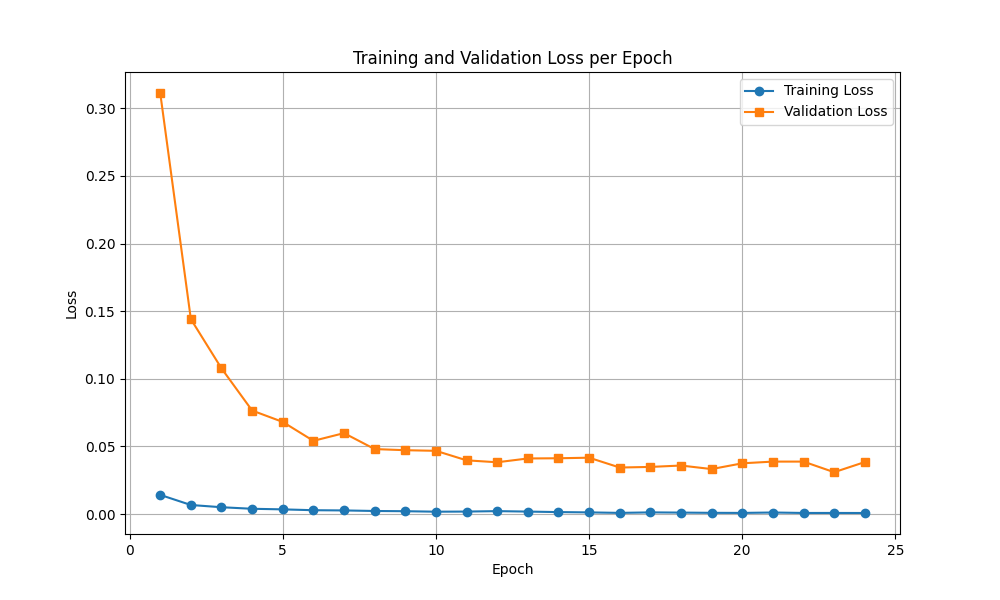 Training and Validation Loss per Epoch
Training Loss
Validation Loss
0.30
0.25
0.20
0.15
0.10
0.05
0.00
Loss
0
5
10
15
20
25
Epoch